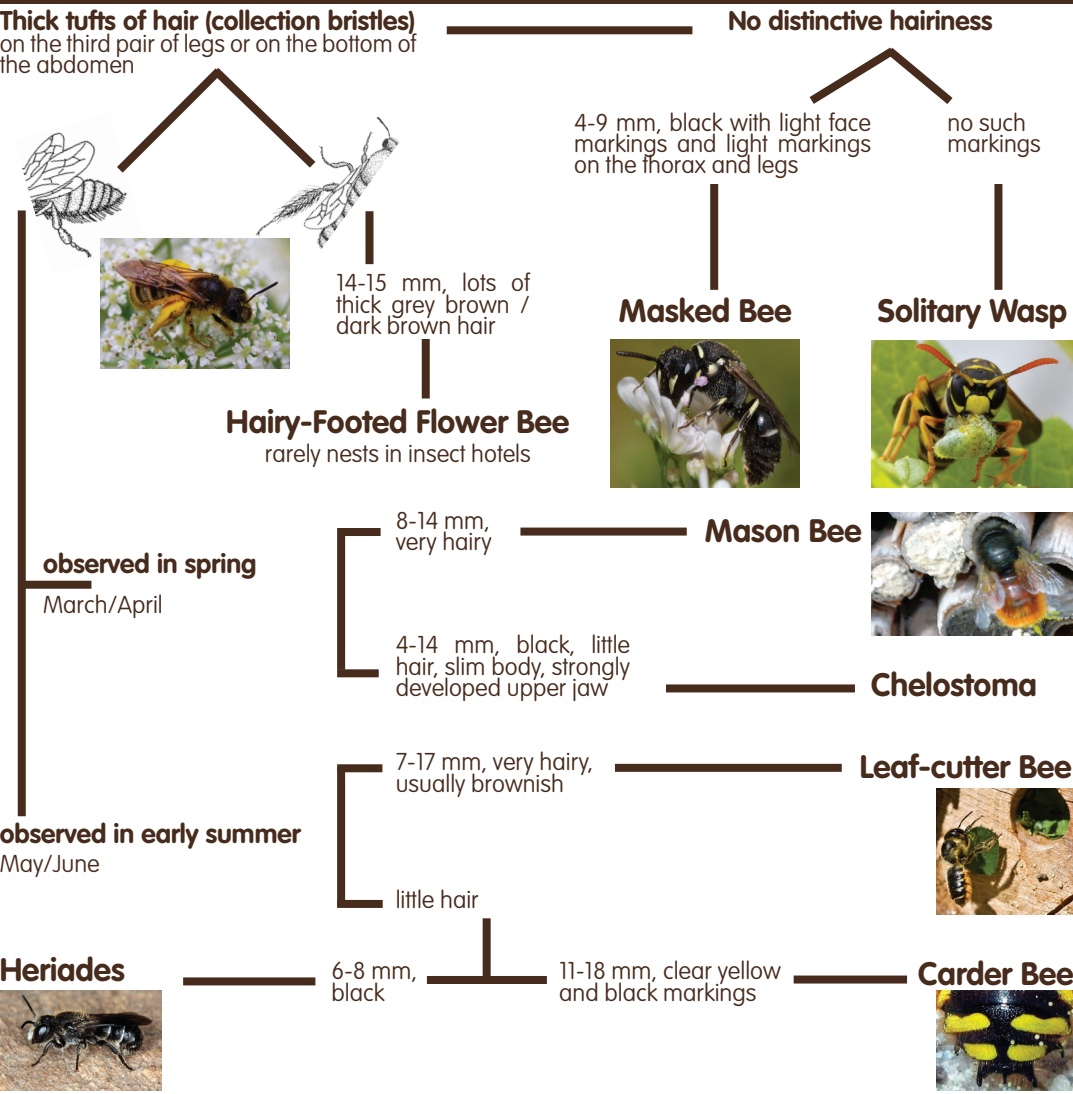 Thick tufts of hair (collection bristles)
on the third pair of legs or on the bottom of
the abdomen
No distinctive hairiness
4-9 mm, black with light face
markings and light markings
on the thorax and legs
no such
markings
14-15 mm, lots of
thick grey brown /
dark brown hair
Masked Bee
Solitary Wasp
Hairy-Footed Flower Bee
rarely nests in insect hotels
observed in spring
March/April
8-14 mm,
very hairy
Mason Bee
4-14 mm, black, little
hair, slim body, strongly
developed upper jaw
Chelostoma
observed in early summer
May/June
7-17 mm, very hairy,
usually brownish
Leaf-cutter Bee
little hair
Heriades
6-8 mm,
black
11-18 mm, clear yellow
and black markings
Carder Bee